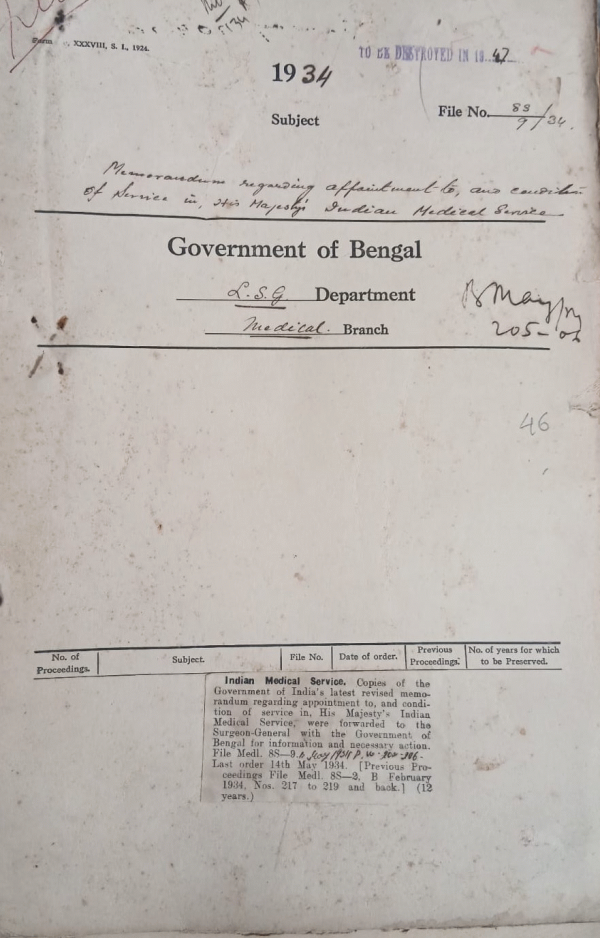 XXXVIII, S. I., 1924.
TO BE DESTROYED IN 19..47..
1934
Subject
File No. 8S/9/34.
Memorandum regarding appointment to, and condition
of Service in, His Majesty's Indian Medical Service
Government of Bengal
L.S.G Department
Medical. Branch
B May
205-
46
No. of Proceedings.
Subject.
File No.
Date of order.
Previous Proceedings.
No. of years for which to be Preserved.
Indian Medical Service. Copies of the
Government of India's latest revised memo-
randum regarding appointment to, and condi-
tion of service in, His Majesty's Indian
Medical Service, were forwarded to the
Surgeon-General with the Government of
Bengal for information and necessary action.
File Medl. 8S—9.
Last order 14th May 1934. [Previous Pro-
ceedings File Medl. 8S—2, B February
1934, Nos. 217 to 219 and back.] (12
years.)